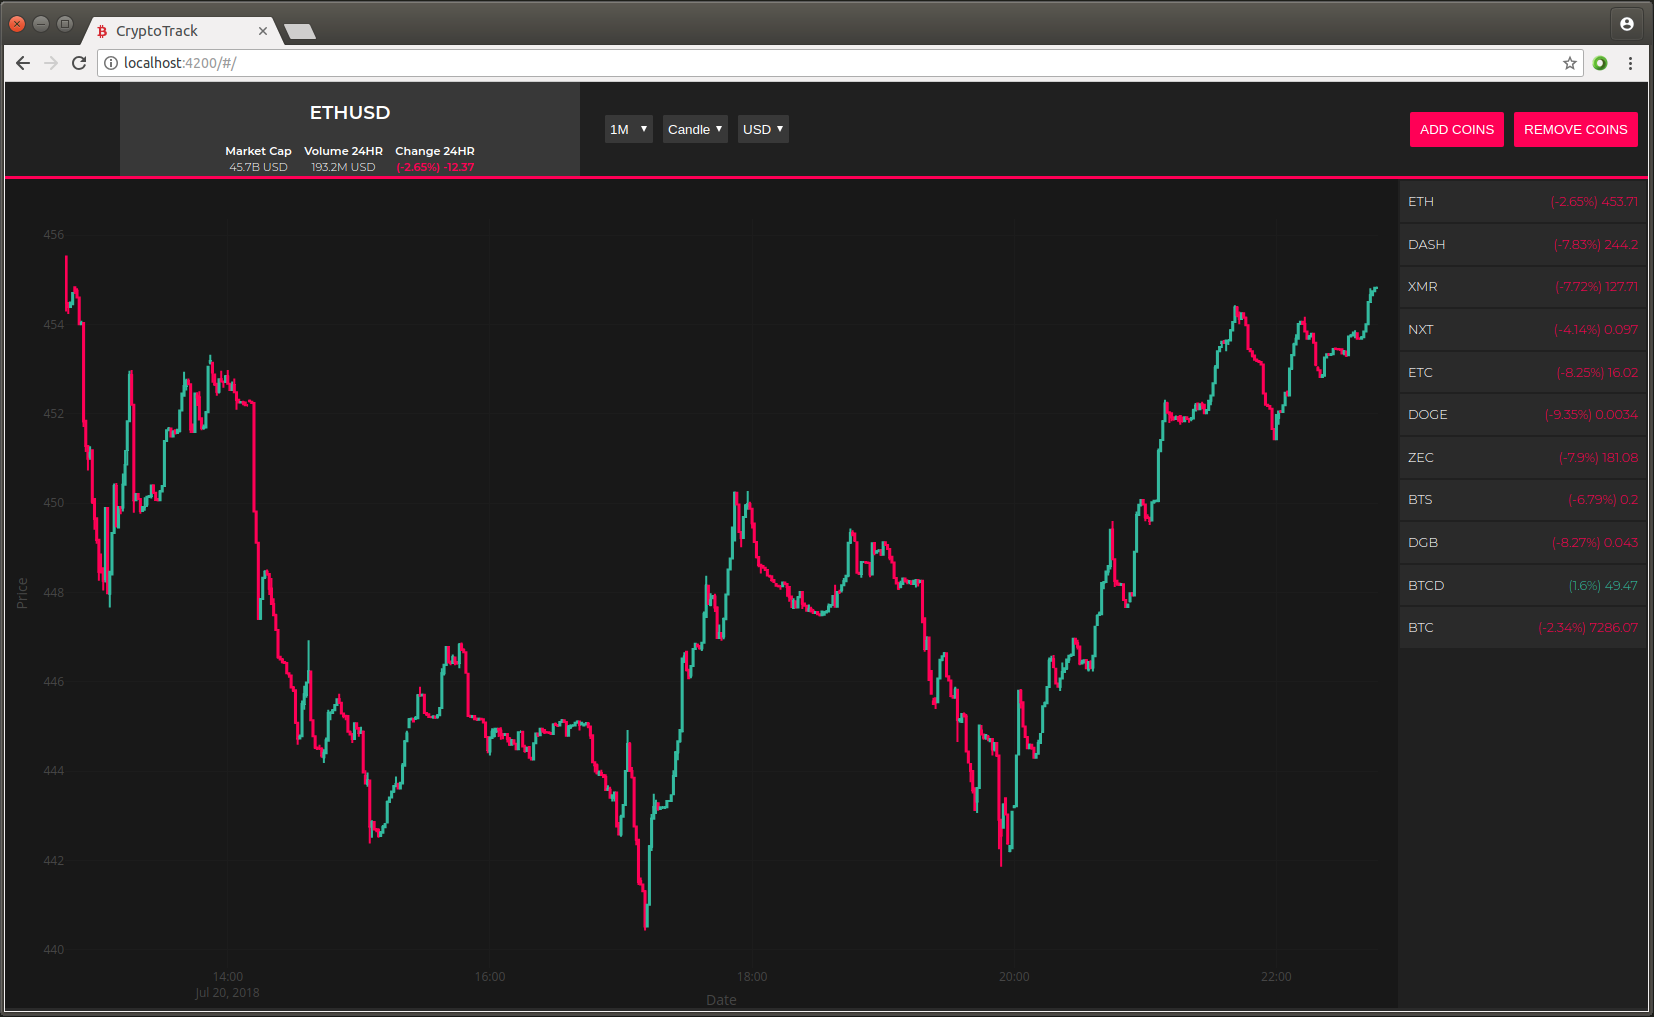 CryptoTrack
localhost:4200/#/
ETHUSD
Market Cap Volume 24HR Change 24HR
45.7B USD 193.2M USD (-2.65%) -12.37
1M Candle USD
ADD COINS REMOVE COINS
456
454
452
450
448
446
444
442
440
Price
14:00 16:00 18:00 20:00 22:00
Jul 20, 2018
Date
ETH (-2.65%) 453.71
DASH (-7.83%) 244.2
XMR (-7.72%) 127.71
NXT (-4.14%) 0.097
ETC (-8.25%) 16.02
DOGE (-9.35%) 0.0034
ZEC (-7.9%) 181.08
BTS (-6.79%) 0.2
DGB (-8.27%) 0.043
BTCD (1.6%) 49.47
BTC (-2.34%) 7286.07